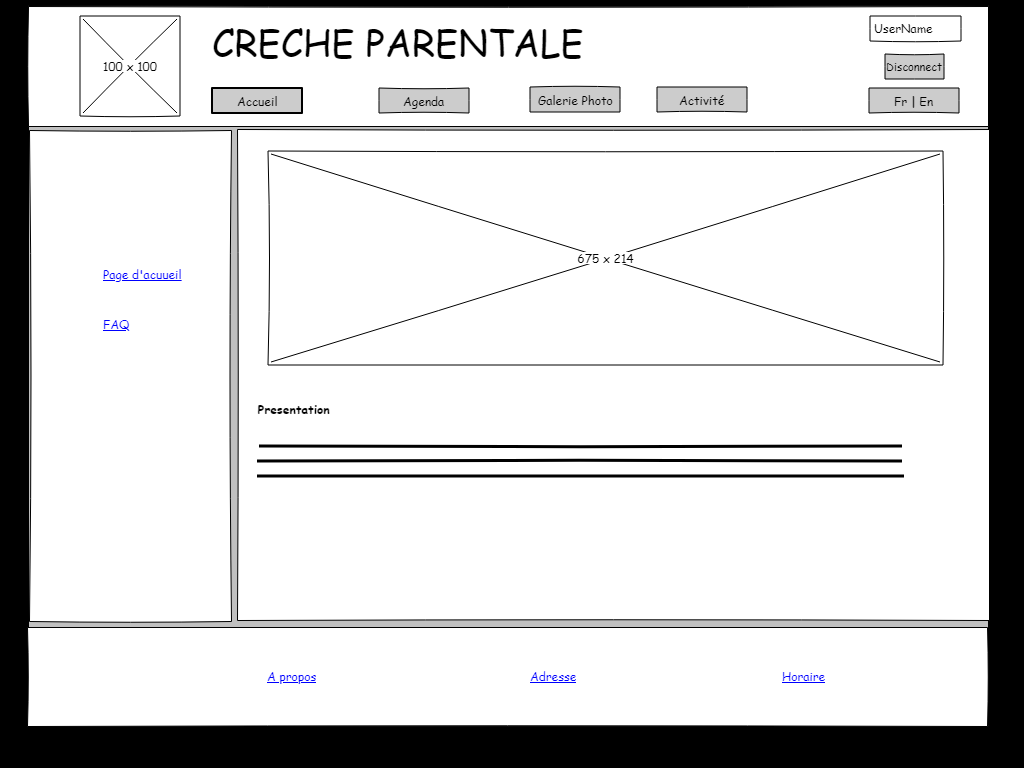 100 x 100
CRECHE PARENTALE
UserName
Disconnect
Accueil
Agenda
Galerie Photo
Activité
Fr | En
Page d'acuueil
FAQ
675 x 214
Presentation
A propos
Adresse
Horaire